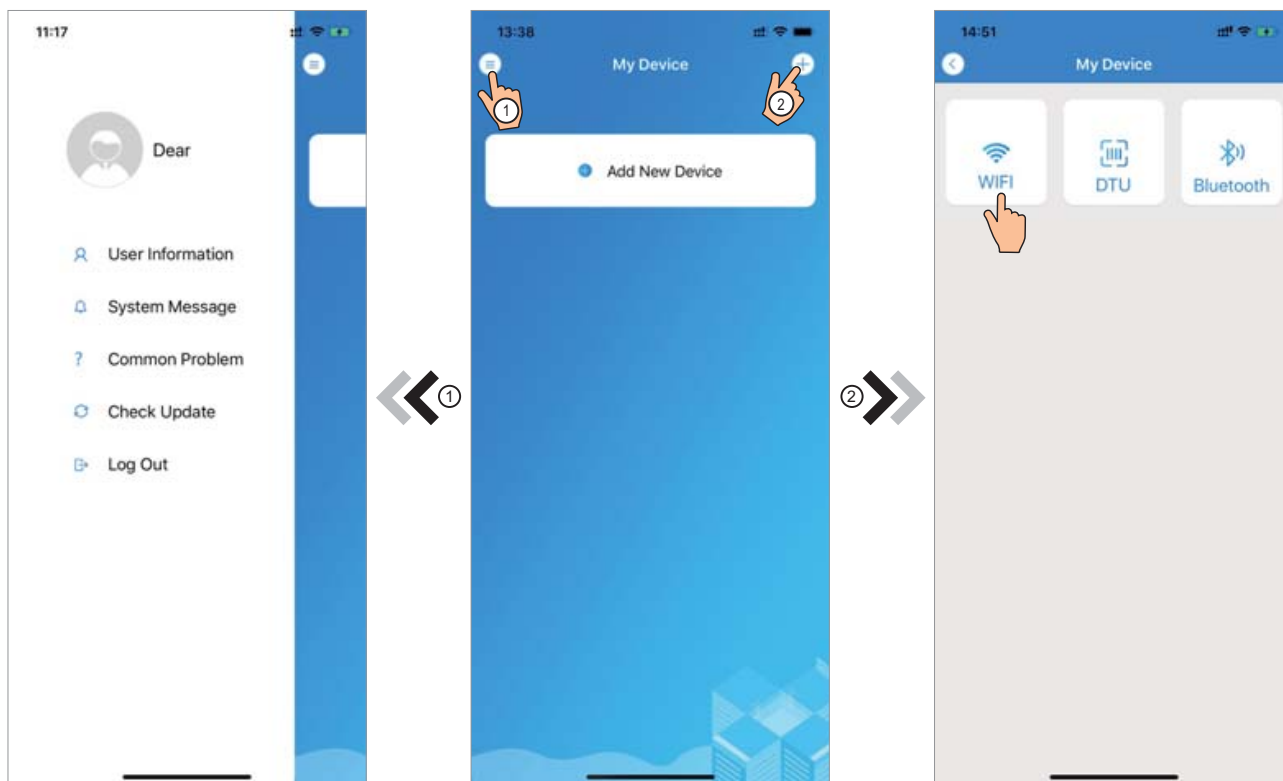 11:17
Dear
User Information
System Message
? Common Problem
Check Update
Log Out
1
13:38
My Device
1
2
Add New Device
2
14:51
My Device
WIFI
DTU
Bluetooth